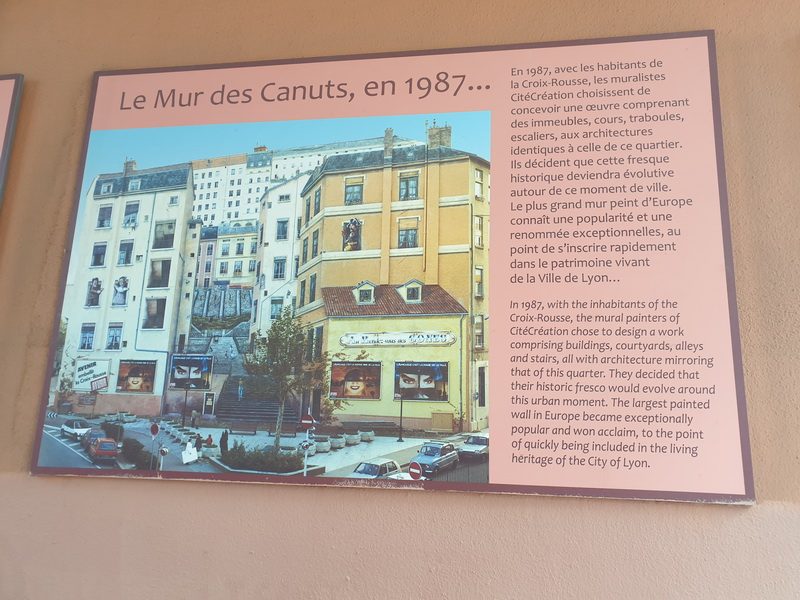 Le Mur des Canuts, en 1987...
En 1987, avec les habitants de
la Croix-Rousse, les muralistes
CitéCréation choisissent de
concevoir une œuvre comprenant
des immeubles, cours, traboules,
escaliers, aux architectures
identiques à celle de ce quartier.
Ils décident que cette fresque
historique deviendra évolutive
autour de ce moment de ville.
Le plus grand mur peint d'Europe
connaît une popularité et une
renommée exceptionnelles, au
point de s'inscrire rapidement
dans le patrimoine vivant
de la Ville de Lyon...
In 1987, with the inhabitants of the
Croix-Rousse, the mural painters of
CitéCréation chose to design a work
comprising buildings, courtyards, alleys
and stairs, all with architecture mirroring
that of this quarter. They decided that
their historic fresco would evolve around
this urban moment. The largest painted
wall in Europe became exceptionally
popular and won acclaim, to the point
of quickly being included in the living
héritage of the City of Lyon.
AVENIR